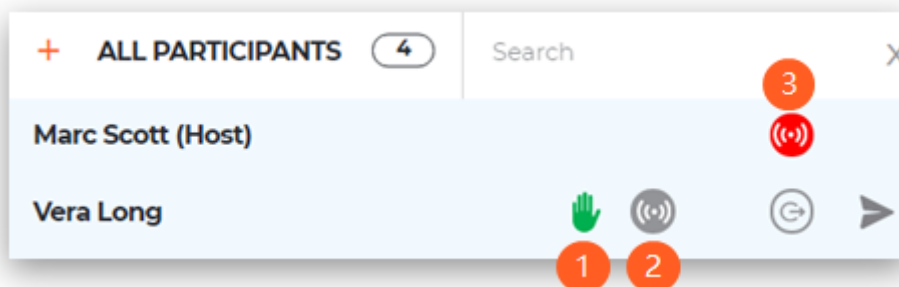 + ALL PARTICIPANTS 4 Search X
3
Marc Scott (Host)
Vera Long
1 2